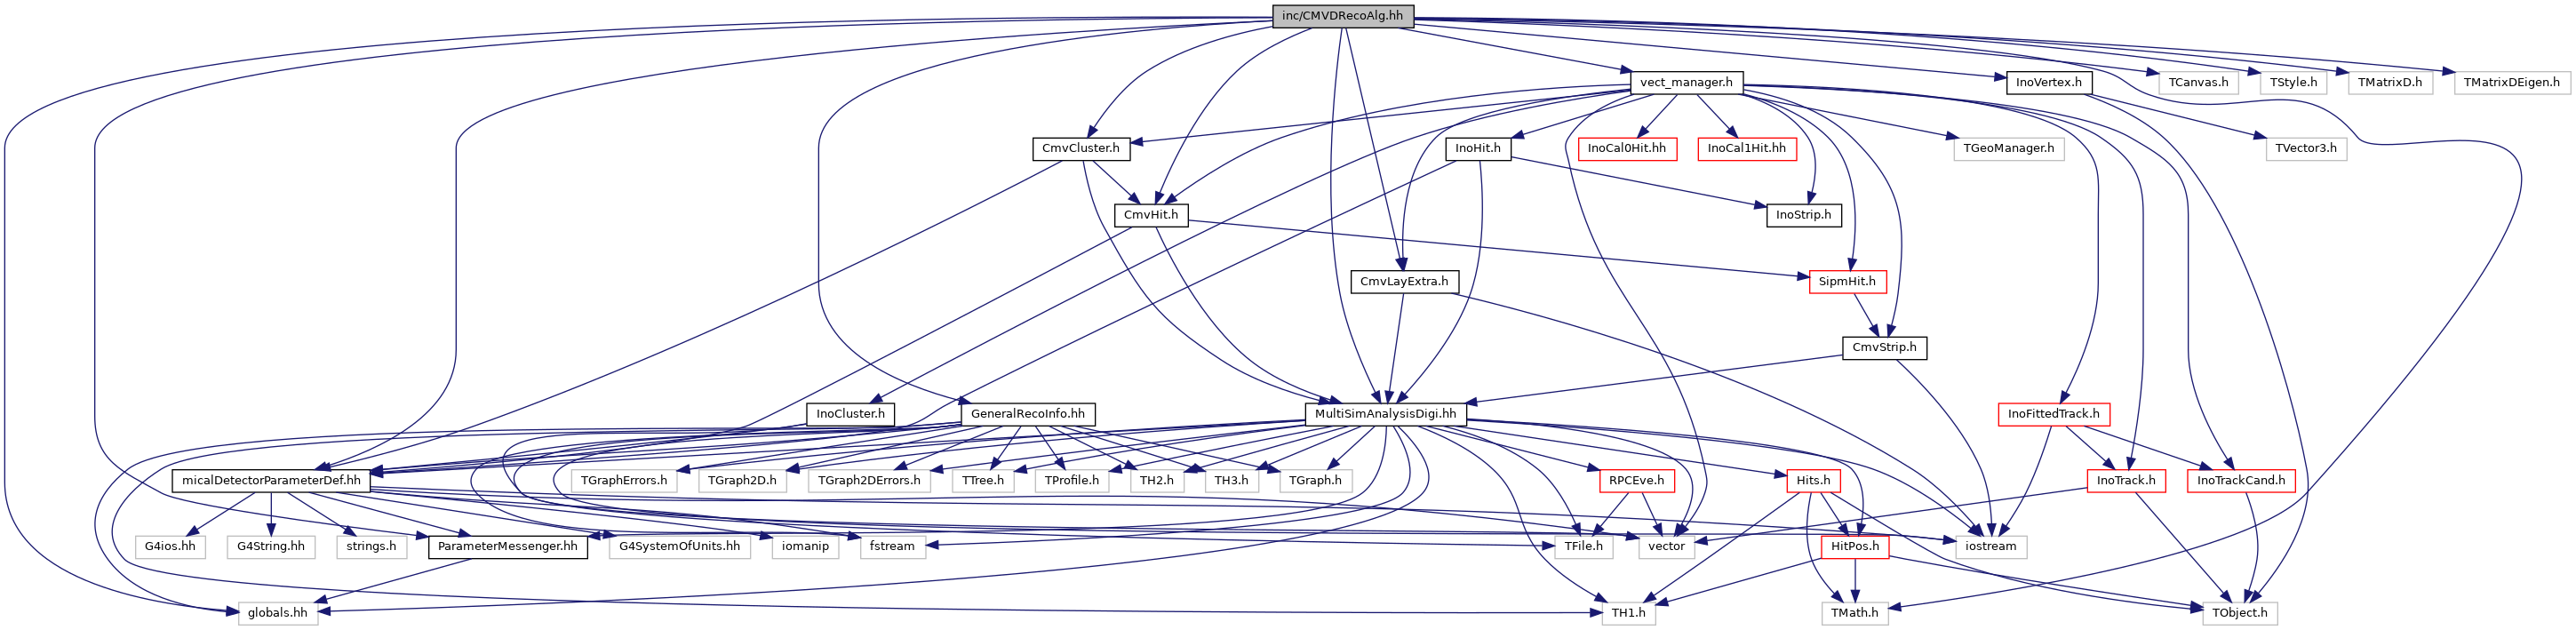 inc/CMVDRecoAlg.hh
vect_manager.h
InoVertex.h
TCanvas.h
TStyle.h
TMatrixD.h
TMatrixDEigen.h
CmvCluster.h
InoHit.h
InoCal0Hit.hh
InoCal1Hit.hh
TGeoManager.h
TVector3.h
CmvHit.h
InoStrip.h
CmvLayExtra.h
SipmHit.h
CmvStrip.h
InoCluster.h
GeneralRecoInfo.hh
MultiSimAnalysisDigi.hh
InoFittedTrack.h
micalDetectorParameterDef.hh
TGraphErrors.h
TGraph2D.h
TGraph2DErrors.h
TTree.h
TProfile.h
TH2.h
TH3.h
TGraph.h
RPCEve.h
Hits.h
InoTrack.h
InoTrackCand.h
G4ios.hh
G4String.hh
strings.h
ParameterMessenger.hh
G4SystemOfUnits.hh
iomanip
fstream
TFile.h
vector
HitPos.h
iostream
globals.hh
TH1.h
TMath.h
TObject.h